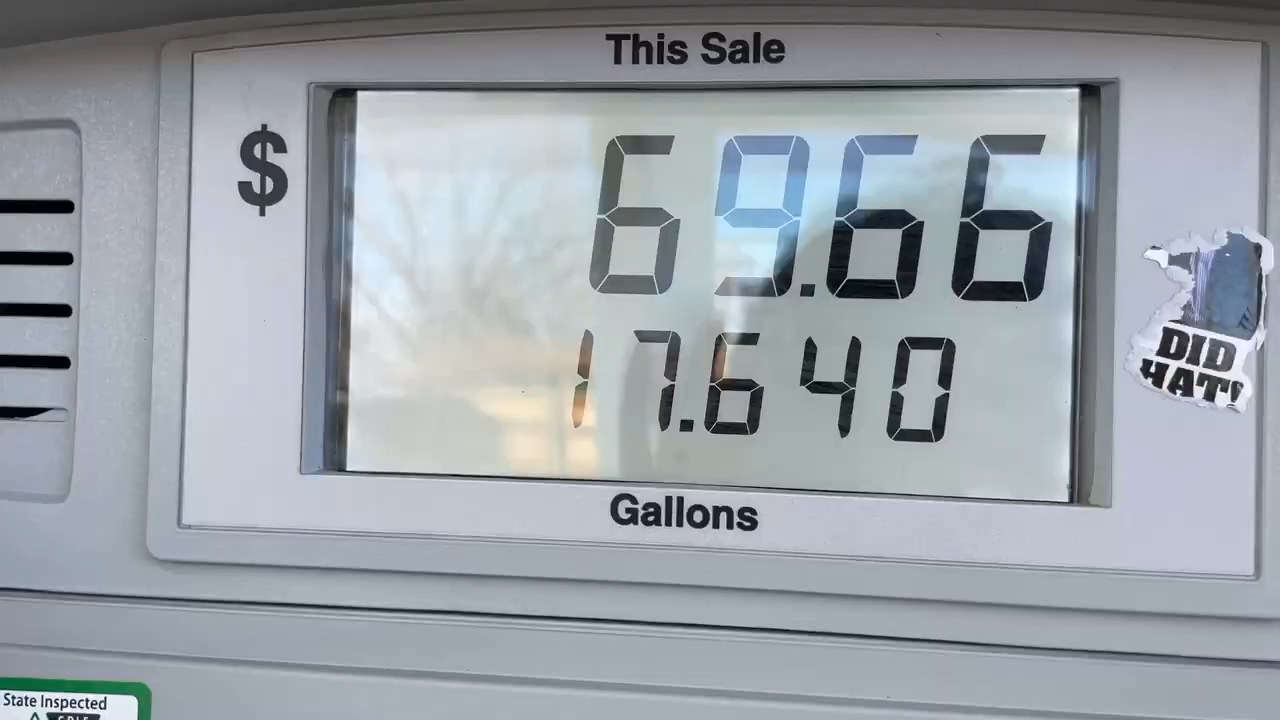 This Sale
$ 69.66
17.640
Gallons
DID
HAT!
State Inspected